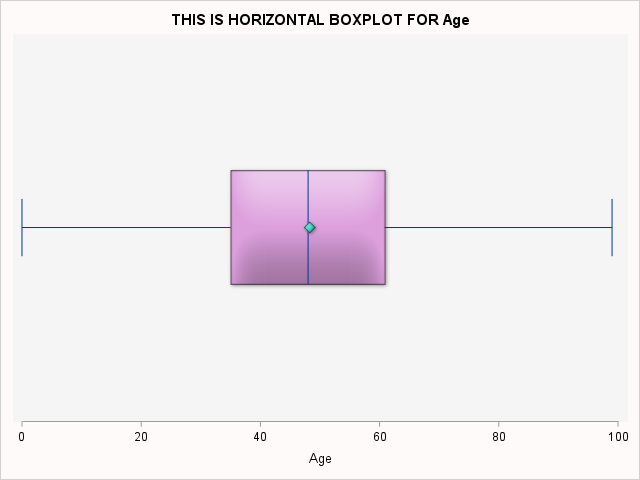 THIS IS HORIZONTAL BOXPLOT FOR Age
0 20 40 60 80 100
Age